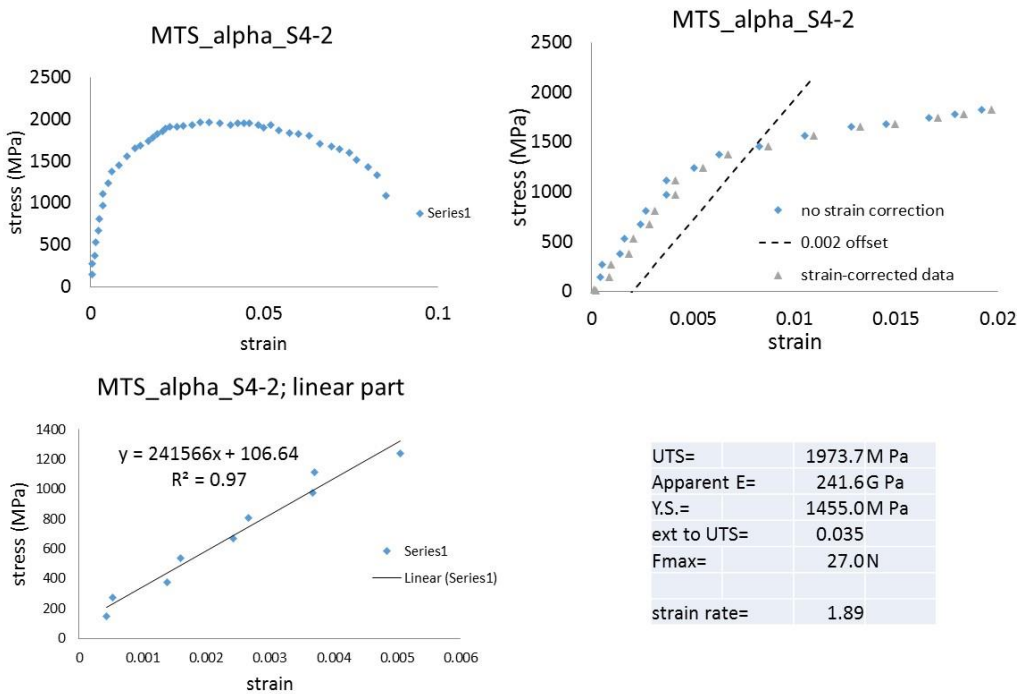 MTS_alpha_S4-2
2500
2000
1500
1000
500
0
stress (MPa)
0
0.05
0.1
strain
Series1
MTS_alpha_S4-2
2500
2000
1500
1000
500
0
stress (MPa)
0
0.005
0.01
0.015
0.02
strain
no strain correction
0.002 offset
strain-corrected data
MTS_alpha_S4-2; linear part
1400
1200
1000
800
600
400
200
0
stress (MPa)
y = 241566x + 106.64
R² = 0.97
0
0.001
0.002
0.003
0.004
0.005
0.006
strain
Series1
Linear (Series1)
UTS= 1973.7 M Pa
Apparent E= 241.6 G Pa
Y.S.= 1455.0 M Pa
ext to UTS= 0.035
Fmax= 27.0 N
strain rate= 1.89